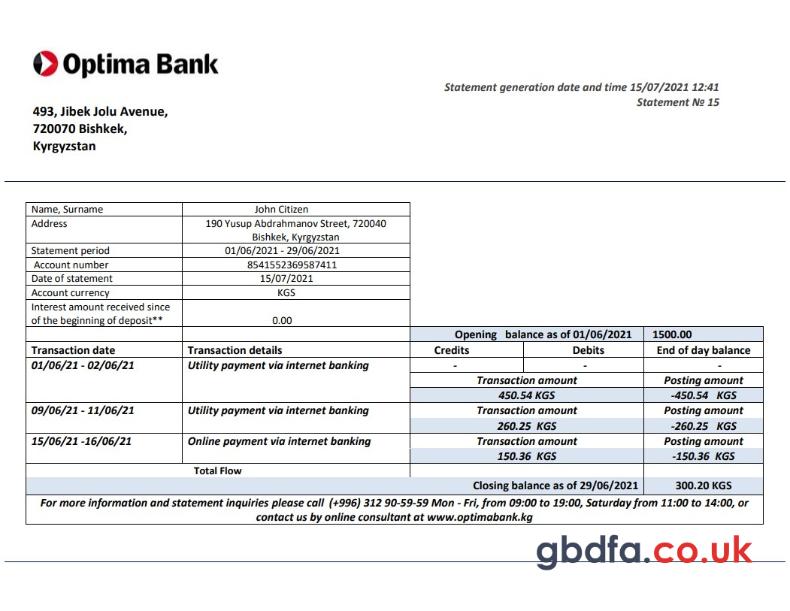 Optima Bank
Statement generation date and time 15/07/2021 12:41
Statement № 15
493, Jibek Jolu Avenue,
720070 Bishkek,
Kyrgyzstan
Name, Surname John Citizen
Address 190 Yusup Abdrahmanov Street, 720040
Bishkek, Kyrgyzstan
Statement period 01/06/2021 - 29/06/2021
Account number 8541552369587411
Date of statement 15/07/2021
Account currency KGS
Interest amount received since
of the beginning of deposit** 0.00
Opening balance as of 01/06/2021 1500.00
Transaction date Transaction details Credits Debits End of day balance
01/06/21 - 02/06/21 Utility payment via internet banking - - -
Transaction amount Posting amount
450.54 KGS -450.54 KGS
09/06/21 - 11/06/21 Utility payment via internet banking Transaction amount Posting amount
260.25 KGS -260.25 KGS
15/06/21 -16/06/21 Online payment via internet banking Transaction amount Posting amount
150.36 KGS -150.36 KGS
Total Flow
Closing balance as of 29/06/2021 300.20 KGS
For more information and statement inquiries please call (+996) 312 90-59-59 Mon - Fri, from 09:00 to 19:00, Saturday from 11:00 to 14:00, or
contact us by online consultant at www.optimabank.kg
gbdfa.co.uk